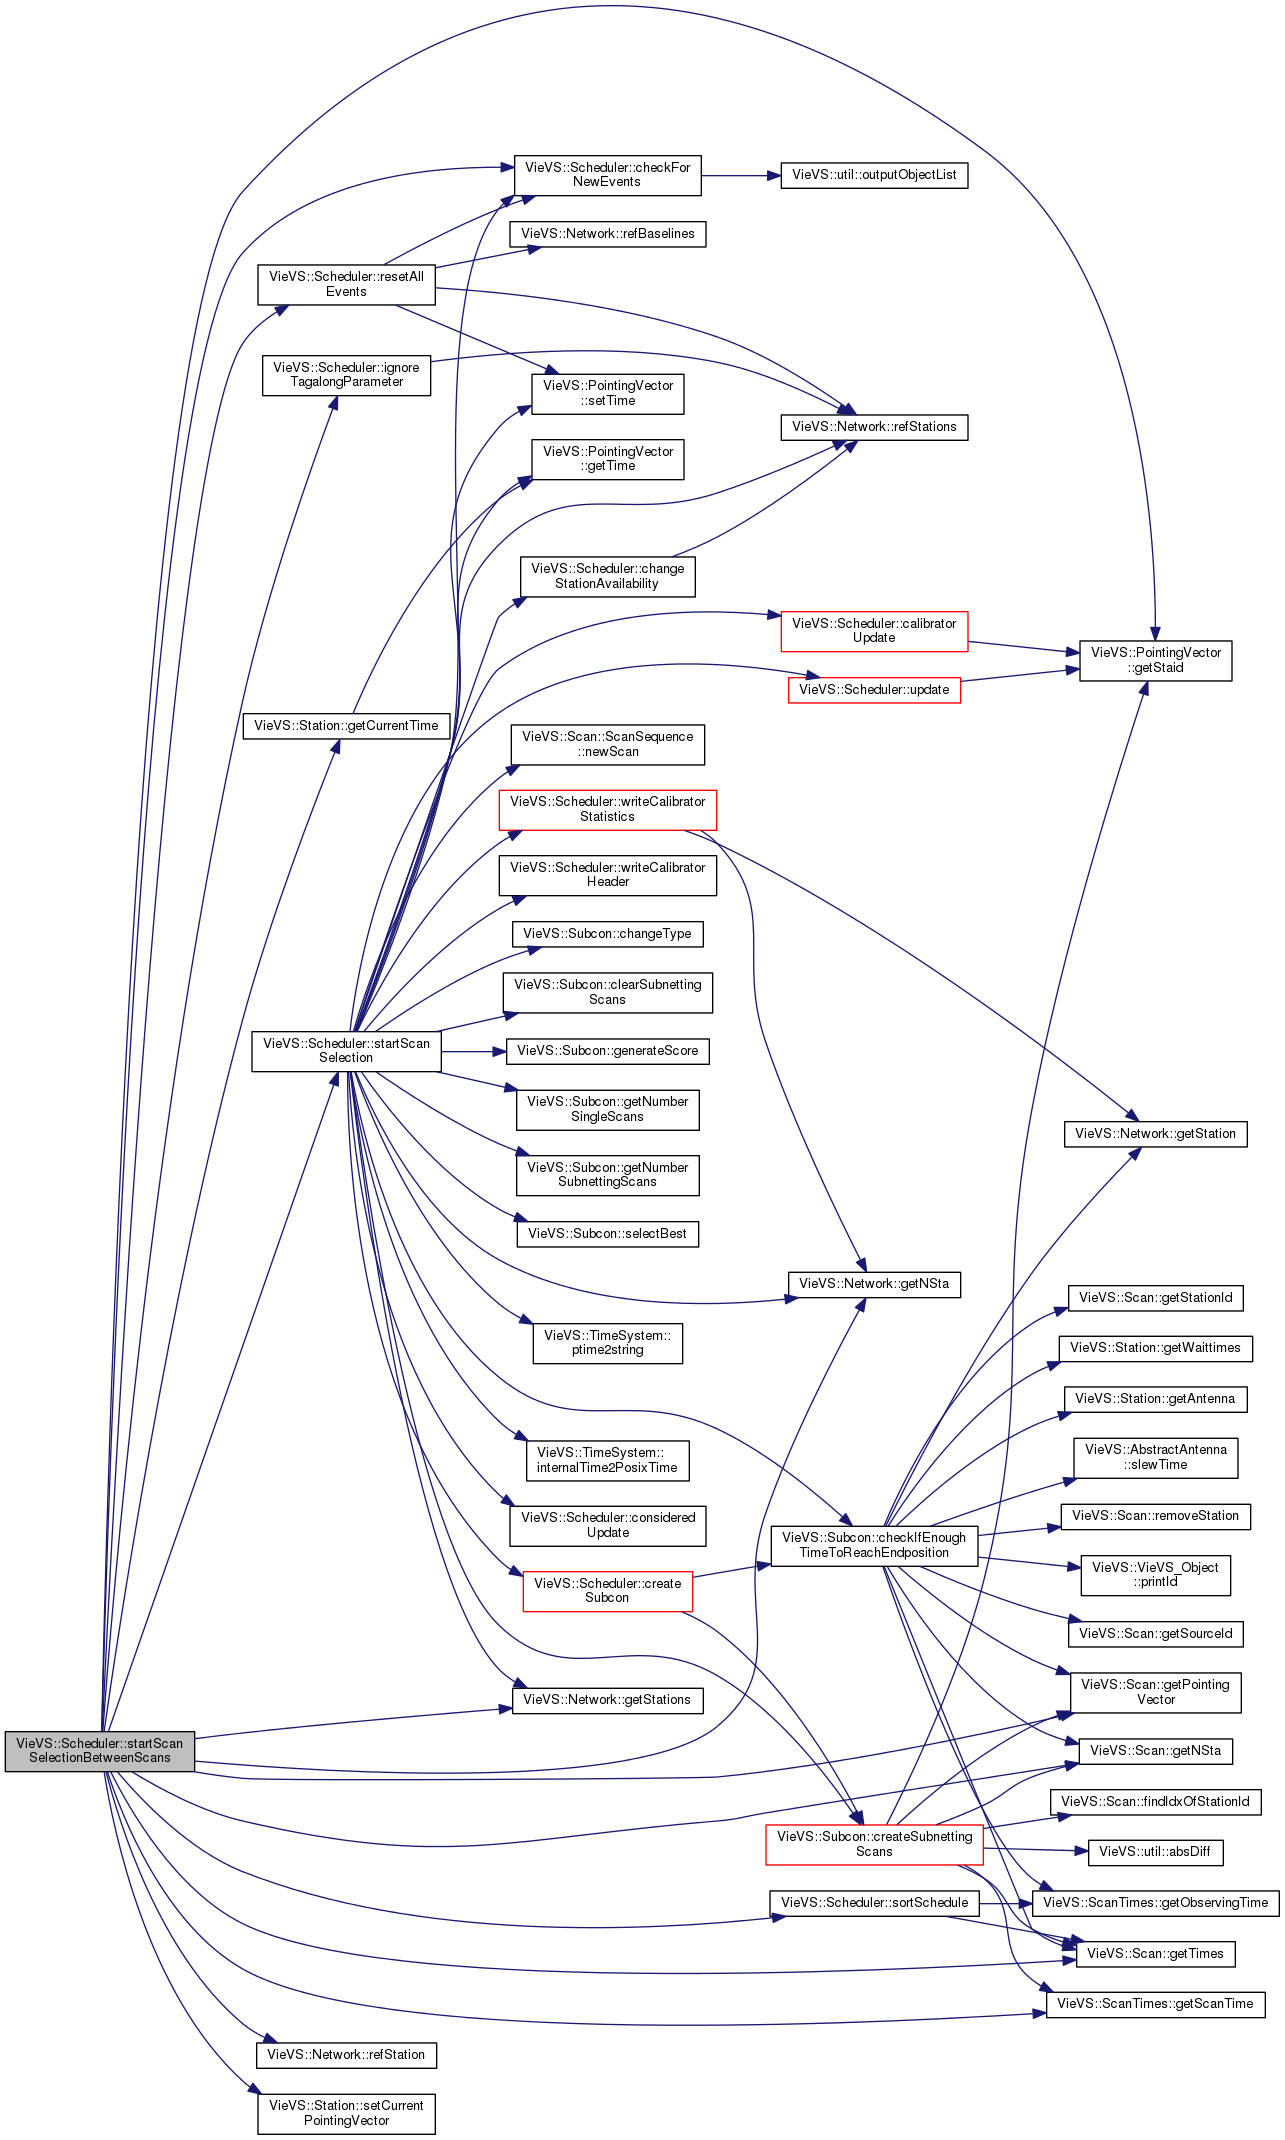 VieVS::Scheduler::checkFor
NewEvents
VieVS::util::outputObjectList
VieVS::Network::refBaselines
VieVS::Scheduler::resetAll
Events
VieVS::Scheduler::ignore
TagalongParameter
VieVS::PointingVector
::setTime
VieVS::Network::refStations
VieVS::PointingVector
::getTime
VieVS::Scheduler::change
StationAvailability
VieVS::Scheduler::calibrator
Update
VieVS::PointingVector
::getStaid
VieVS::Scheduler::update
VieVS::Station::getCurrentTime
VieVS::Scan::ScanSequence
::newScan
VieVS::Scheduler::writeCalibrator
Statistics
VieVS::Scheduler::writeCalibrator
Header
VieVS::Subcon::changeType
VieVS::Subcon::clearSubnetting
Scans
VieVS::Scheduler::startScan
Selection
VieVS::Subcon::generateScore
VieVS::Subcon::getNumber
SingleScans
VieVS::Network::getStation
VieVS::Subcon::getNumber
SubnettingScans
VieVS::Subcon::selectBest
VieVS::Network::getNSta
VieVS::Scan::getStationId
VieVS::TimeSystem::
ptime2string
VieVS::Station::getWaittimes
VieVS::Station::getAntenna
VieVS::TimeSystem::
internalTime2PosixTime
VieVS::AbstractAntenna
::slewTime
VieVS::Scheduler::considered
Update
VieVS::Scan::removeStation
VieVS::Subcon::checkIfEnough
TimeToReachEndposition
VieVS::VieVS_Object
::printId
VieVS::Scheduler::create
Subcon
VieVS::Scan::getSourceId
VieVS::Network::getStations
VieVS::Scan::getPointing
Vector
VieVS::Scheduler::startScan
SelectionBetweenScans
VieVS::Scan::getNSta
VieVS::Scan::findIdxOfStationId
VieVS::Subcon::createSubnetting
Scans
VieVS::util::absDiff
VieVS::Scheduler::sortSchedule
VieVS::ScanTimes::getObservingTime
VieVS::Scan::getTimes
VieVS::ScanTimes::getScanTime
VieVS::Network::refStation
VieVS::Station::setCurrent
PointingVector